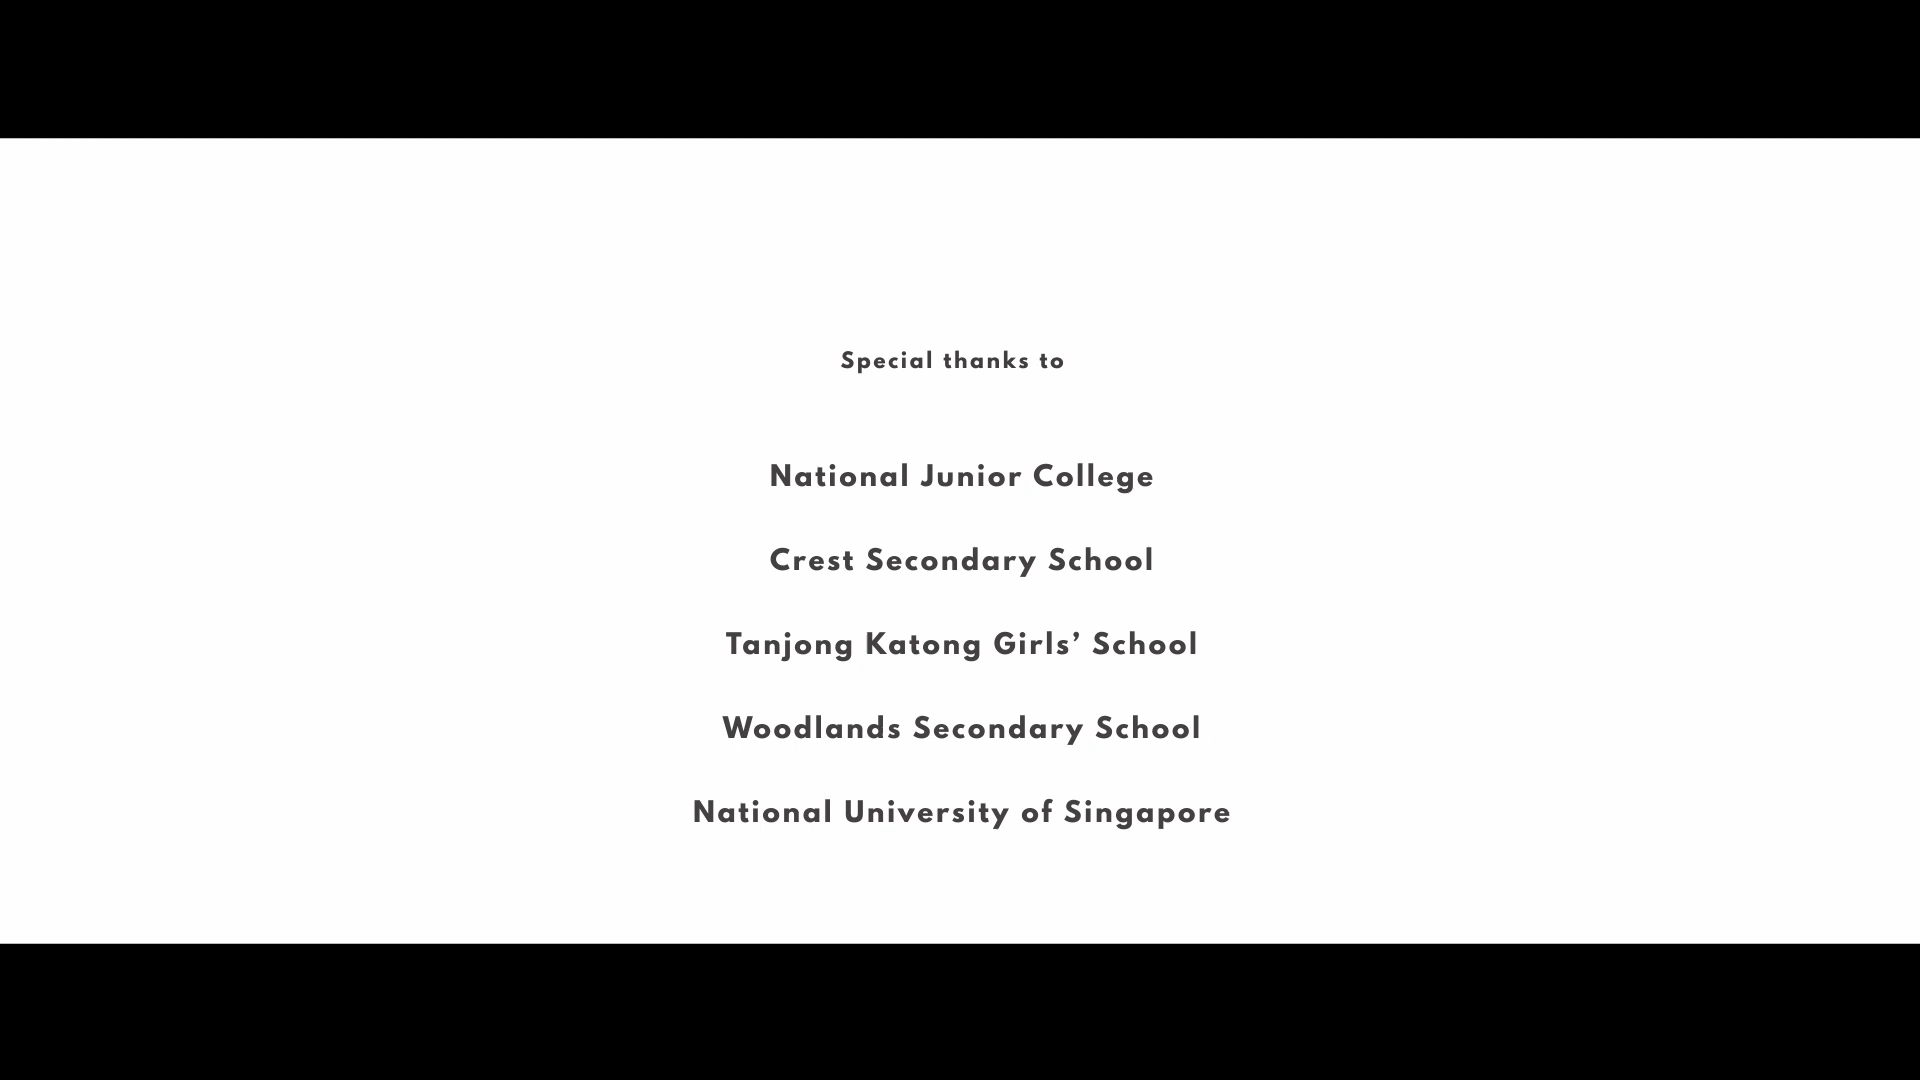 Special thanks to
National Junior College
Crest Secondary School
Tanjong Katong Girls’ School
Woodlands Secondary School
National University of Singapore